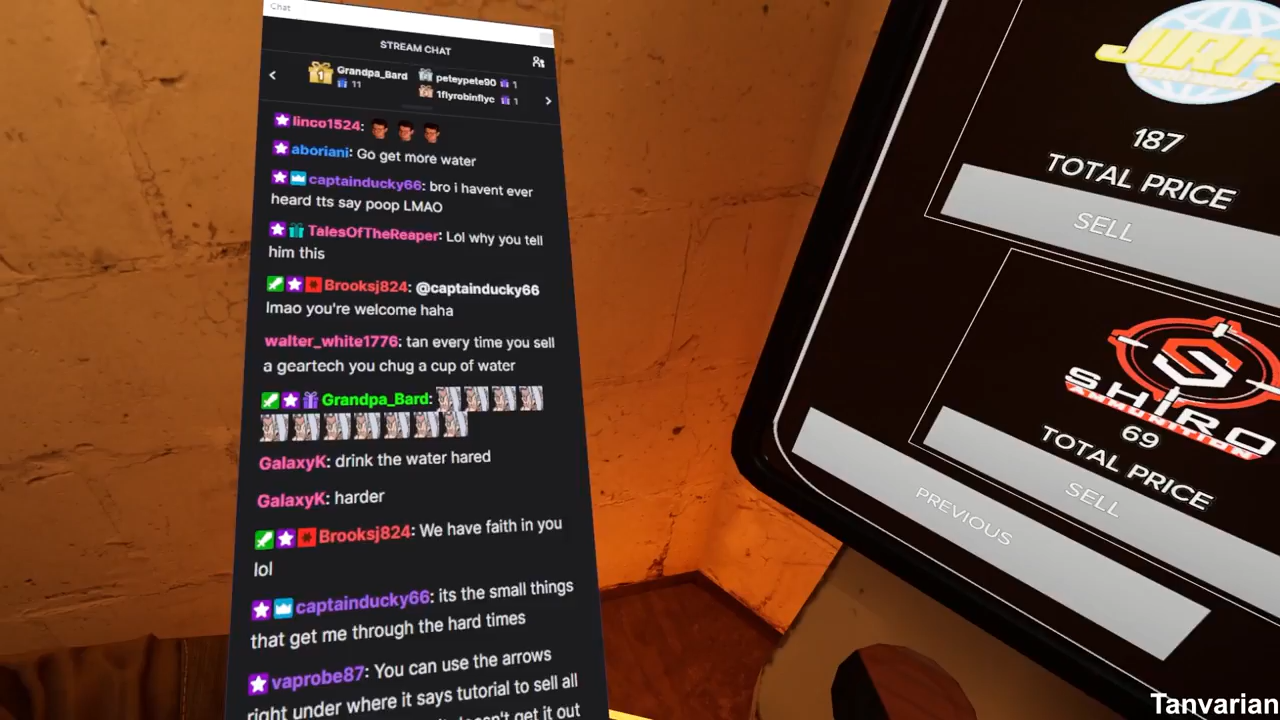 Chat
STREAM CHAT
Grandpa_Bard
11
peteypete90 1
1flyrobinflyc 1
linco1524:
aboriani: Go get more water
captainducky66: bro i havent ever
heard tts say poop LMAO
TalesOfTheReaper: Lol why you tell
him this
Brooksj824: @captainducky66
lmao you're welcome haha
walter_white1776: tan every time you sell
a geartech you chug a cup of water
Grandpa_Bard:
GalaxyK: drink the water hared
GalaxyK: harder
Brooksj824: We have faith in you
lol
captainducky66: its the small things
that get me through the hard times
vaprobe87: You can use the arrows
right under where it says tutorial to sell all
get it out
187
TOTAL PRICE
SELL
SHIRO
AMMUNITION
69
TOTAL PRICE
SELL
PREVIOUS
Tanvarian